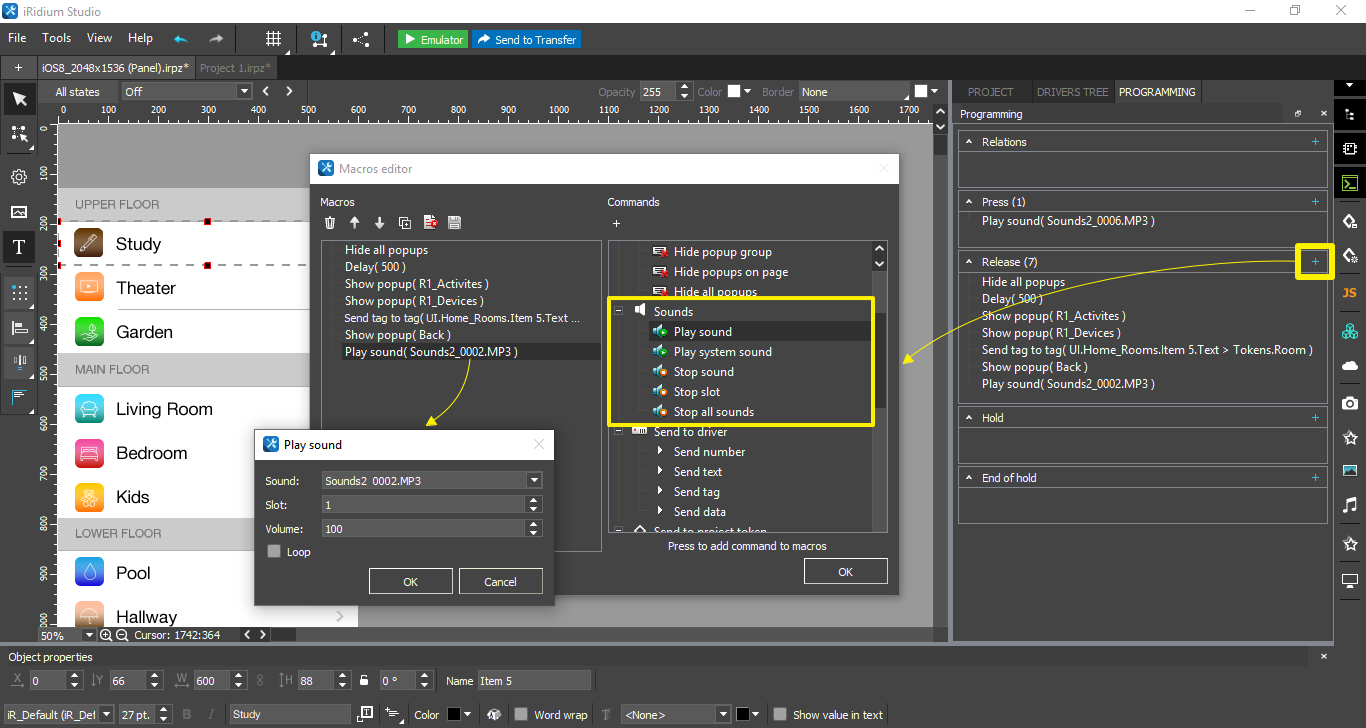 iRidium Studio
File Tools View Help
Emulator Send to Transfer
+ iOS8_2048x1536 (Panel).irpz* Project 1.irpz*
All states Off
Opacity 255 Color Border None
0 100 200 300 400 500 600 700 800 900 1000 1100 1200 1300 1400 1500 1600 1700
0
100
200
300
400
500
600
700
800
900
UPPER FLOOR
Study
Theater
Garden
MAIN FLOOR
Living Room
Bedroom
Kids
LOWER FLOOR
Pool
Hallway
50% Cursor: 1742:364
Macros editor
Macros
Hide all popups
Delay( 500 )
Show popup( R1_Activites )
Show popup( R1_Devices )
Send tag to tag( UI.Home_Rooms.Item 5.Text ...
Show popup( Back )
Play sound( Sounds2_0002.MP3 )
Commands
+
Hide popup group
Hide popups on page
Hide all popups
Sounds
Play sound
Play system sound
Stop sound
Stop slot
Stop all sounds
Send to driver
Send number
Send text
Send tag
Send data
Send to project token
Press to add command to macros
OK
Play sound
Sound: Sounds2_0002.MP3
Slot: 1
Volume: 100
Loop
OK Cancel
PROJECT DRIVERS TREE PROGRAMMING
Programming
Relations +
Press (1) +
Play sound( Sounds2_0006.MP3 )
Release (7) +
Hide all popups
Delay( 500 )
Show popup( R1_Activites )
Show popup( R1_Devices )
Send tag to tag( UI.Home_Rooms.Item 5.Text > Tokens.Room )
Show popup( Back )
Play sound( Sounds2_0002.MP3 )
Hold +
End of hold +
JS
T
Object properties
X 0 Y 66 W 600 H 88 0 ° Name Item 5
iR_Default (iR_Def 27 pt. B I Study Color Word wrap T <None> Show value in text